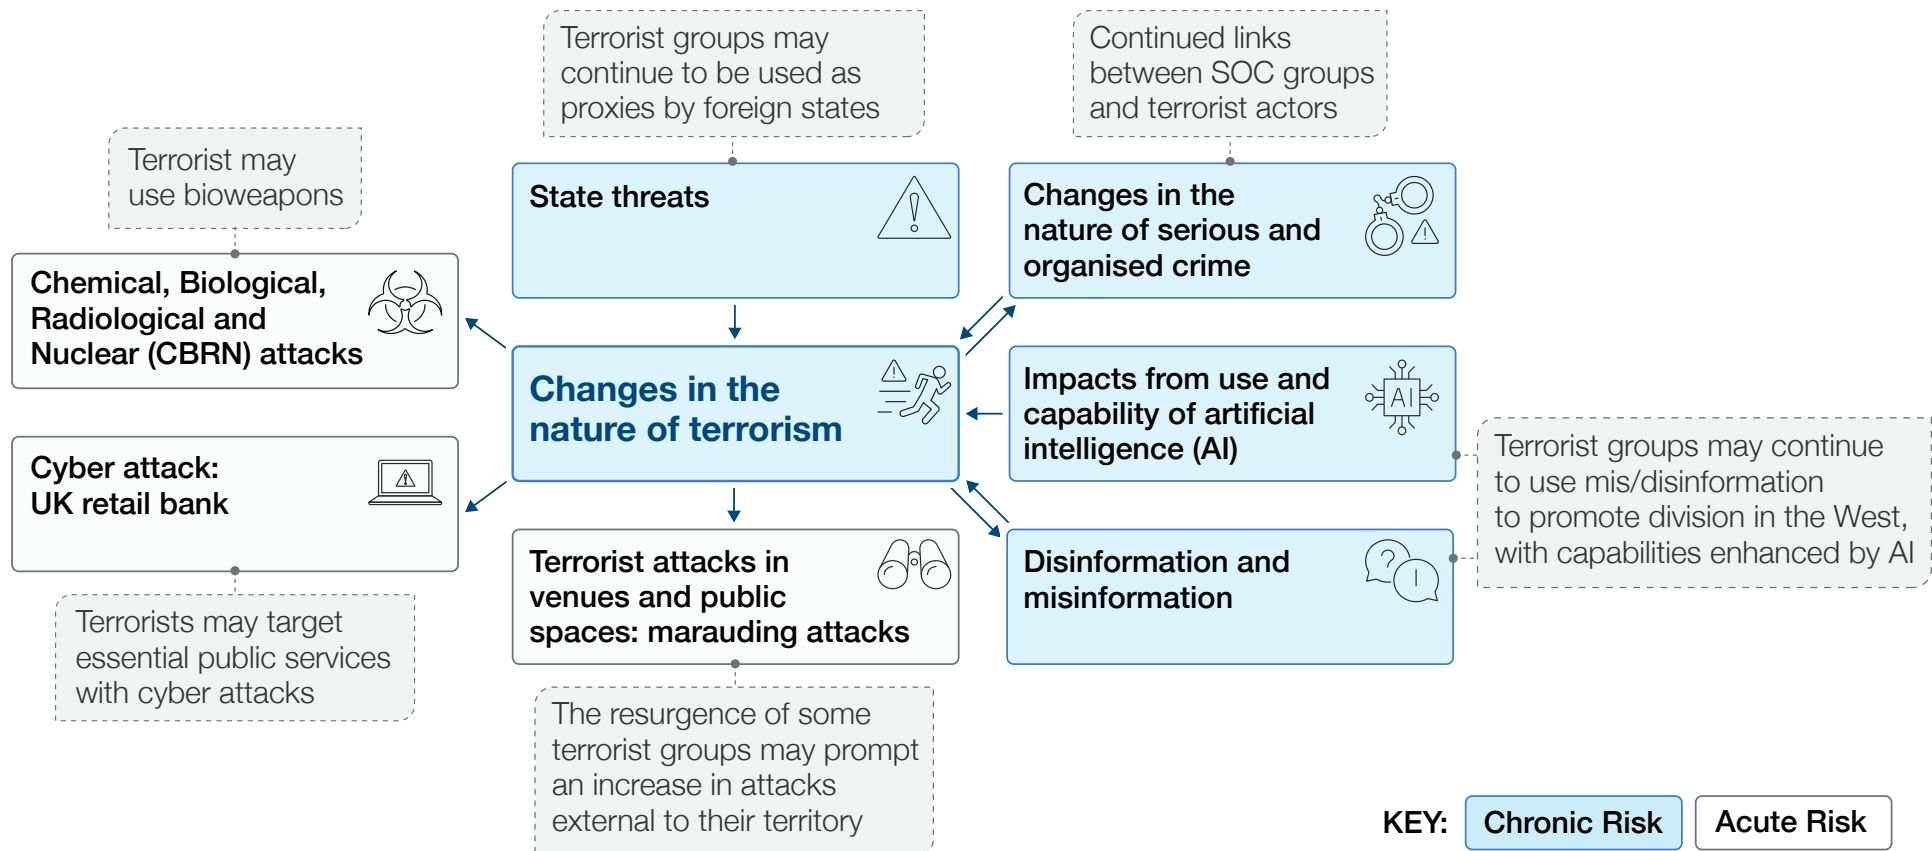 Terrorist groups may
continue to be used as
proxies by foreign states
Continued links
between SOC groups
and terrorist actors
Terrorist may
use bioweapons
State threats
Changes in the
nature of serious and
organised crime
Chemical, Biological,
Radiological and
Nuclear (CBRN) attacks
Changes in the
nature of terrorism
Impacts from use and
capability of artificial
intelligence (AI)
AI
Terrorist groups may continue
to use mis/disinformation
to promote division in the West,
with capabilities enhanced by AI
Cyber attack:
UK retail bank
Terrorist attacks in
venues and public
spaces: marauding attacks
Disinformation and
misinformation
Terrorists may target
essential public services
with cyber attacks
The resurgence of some
terrorist groups may prompt
an increase in attacks
external to their territory
KEY:
Chronic Risk
Acute Risk